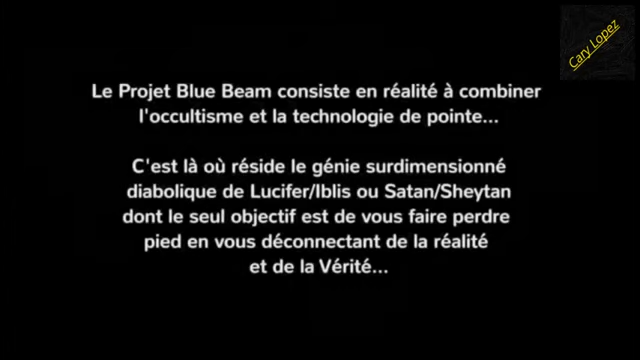 Cary Lopez
Le Projet Blue Beam consiste en réalité à combiner
l'occultisme et la technologie de pointe...
C'est là où réside le génie surdimensionné
diabolique de Lucifer/Iblis ou Satan/Sheytan
dont le seul objectif est de vous faire perdre
pied en vous déconnectant de la réalité
et de la Vérité...